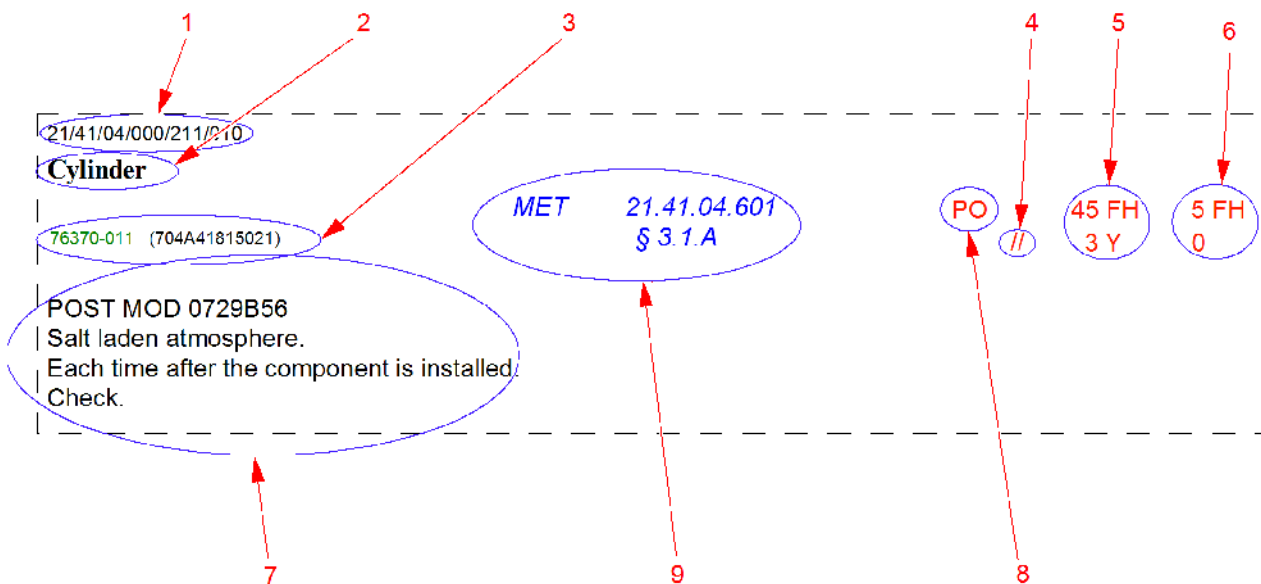 1 2 3 4 5 6
21/41/04/000/211/010
Cylinder
MET 21.41.04.601 PO 45 FH 5 FH
76370-011 (704A41815021) § 3.1.A // 3 Y 0
POST MOD 0729B56
Salt laden atmosphere.
Each time after the component is installed.
Check.
7 9 8